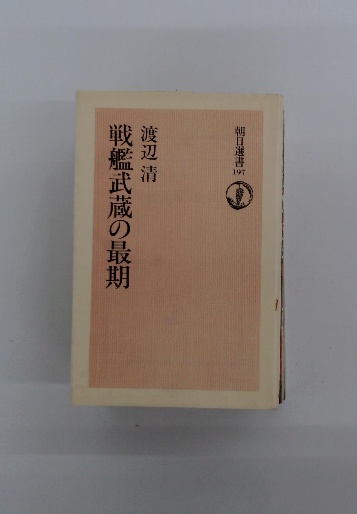 朝日選書
197
渡辺 清
戦艦武蔵の最期